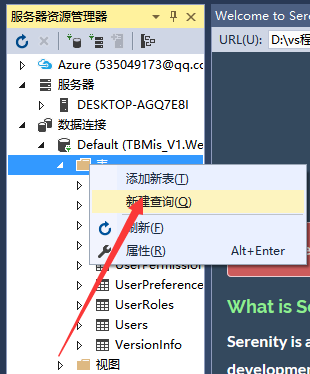 服务器资源管理器
Welcome to Sere
URL(U): D:\vs程
Azure (535049173@qq.co
服务器
DESKTOP-AGQ7E8I
数据连接
Default (TBMis_V1.We
表
添加新表(T)
新建查询(Q)
刷新(F)
属性(R) Alt+Enter
UserPermission
UserPreference
UserRoles
Users
VersionInfo
视图
What is Se
Serenity is a
developmen